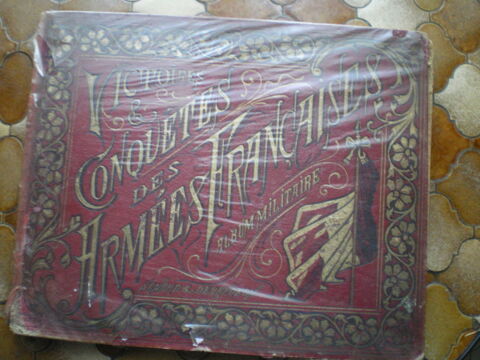 VICTOIRES
&
CONQUÊTES
DES
ARMÉES FRANÇAISES
ALBUM MILITAIRE